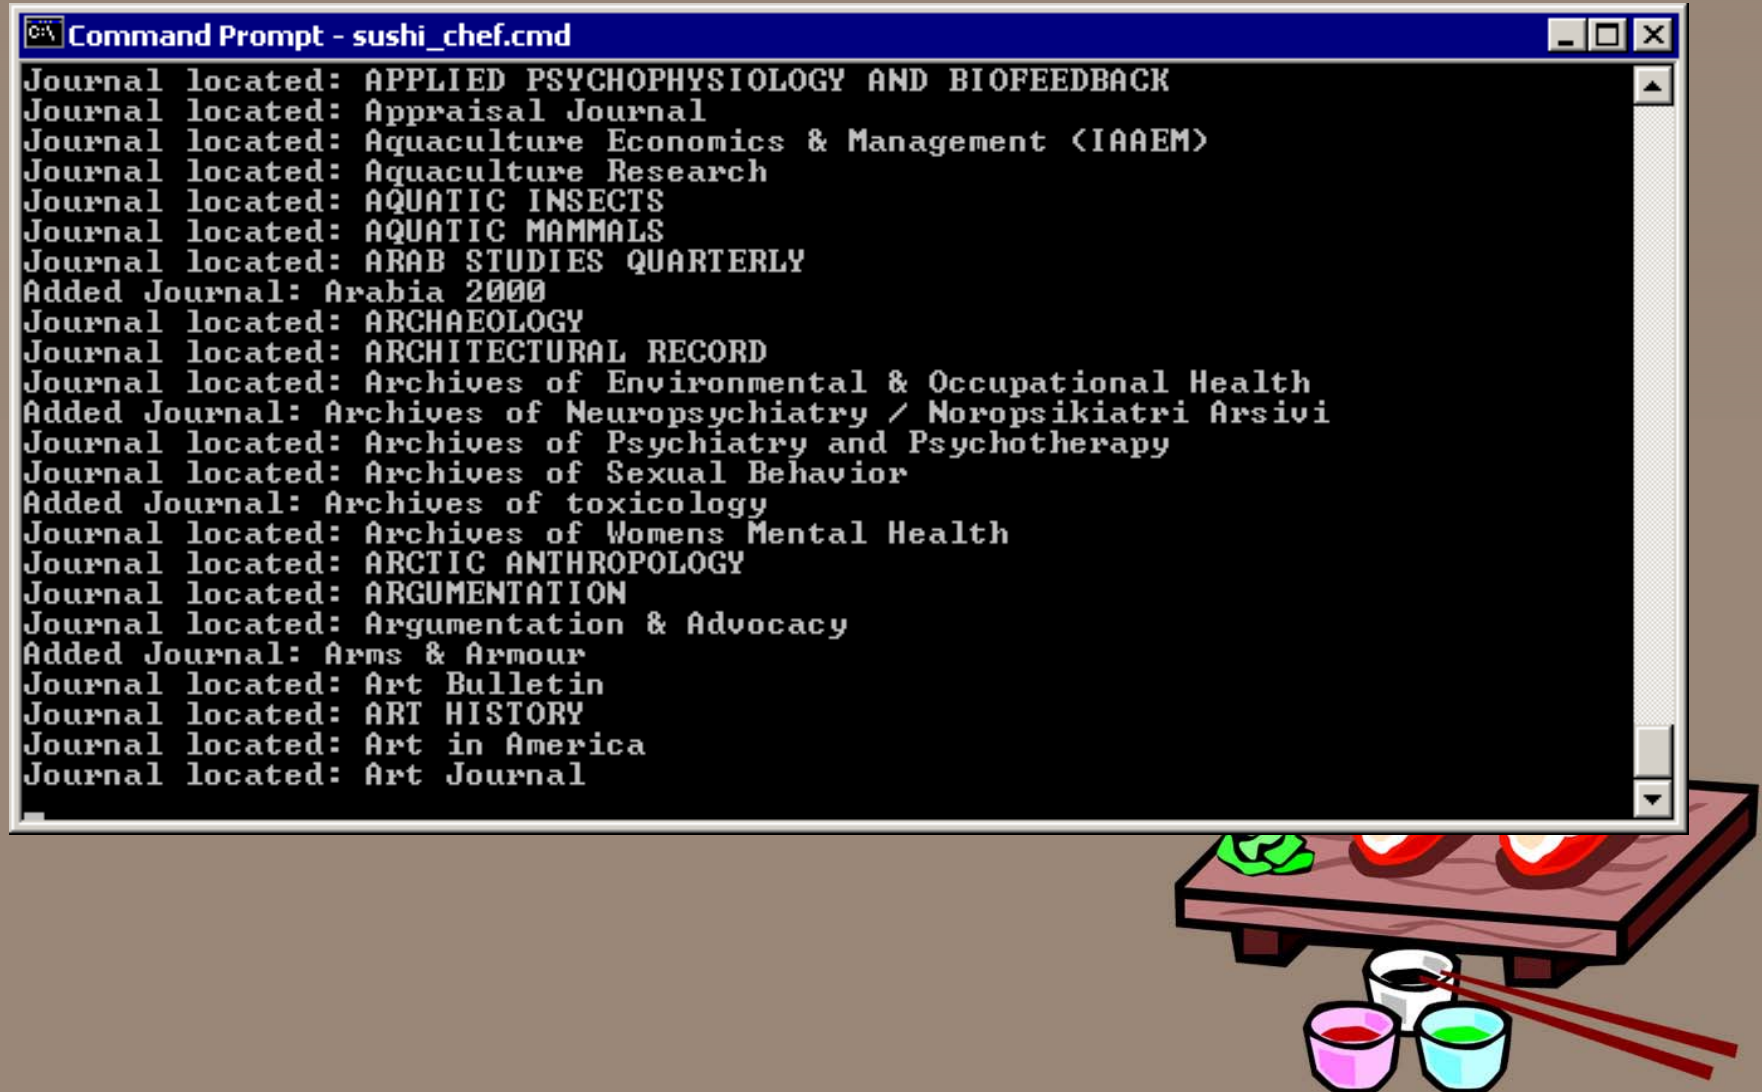 Command Prompt - sushi_chef.cmd
Journal located: APPLIED PSYCHOPHYSIOLOGY AND BIOFEEDBACK
Journal located: Appraisal Journal
Journal located: Aquaculture Economics & Management (IAAEM)
Journal located: Aquaculture Research
Journal located: AQUATIC INSECTS
Journal located: AQUATIC MAMMALS
Journal located: ARAB STUDIES QUARTERLY
Added Journal: Arabia 2000
Journal located: ARCHAEOLOGY
Journal located: ARCHITECTURAL RECORD
Journal located: Archives of Environmental & Occupational Health
Added Journal: Archives of Neuropsychiatry / Noropsikiatri Arsivi
Journal located: Archives of Psychiatry and Psychotherapy
Journal located: Archives of Sexual Behavior
Added Journal: Archives of toxicology
Journal located: Archives of Womens Mental Health
Journal located: ARCTIC ANTHROPOLOGY
Journal located: ARGUMENTATION
Journal located: Argumentation & Advocacy
Added Journal: Arms & Armour
Journal located: Art Bulletin
Journal located: ART HISTORY
Journal located: Art in America
Journal located: Art Journal